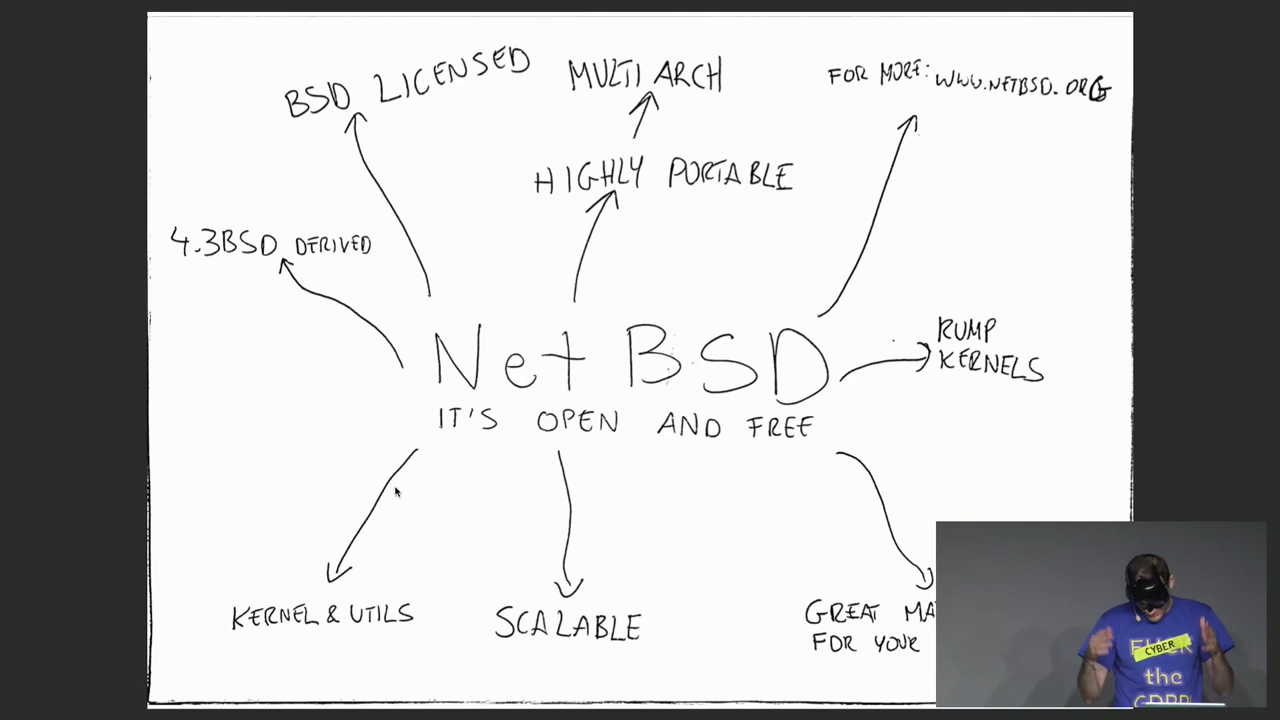 BSD LICENSED
MULTI ARCH
FOR MORE: WWW.NETBSD.ORG
HIGHLY PORTABLE
4.3BSD DERIVED
NetBSD
IT'S OPEN AND FREE
RUMP
KERNELS
KERNEL & UTILS
SCALABLE
GREAT
FOR YOUR
CYBER
the
GDPR